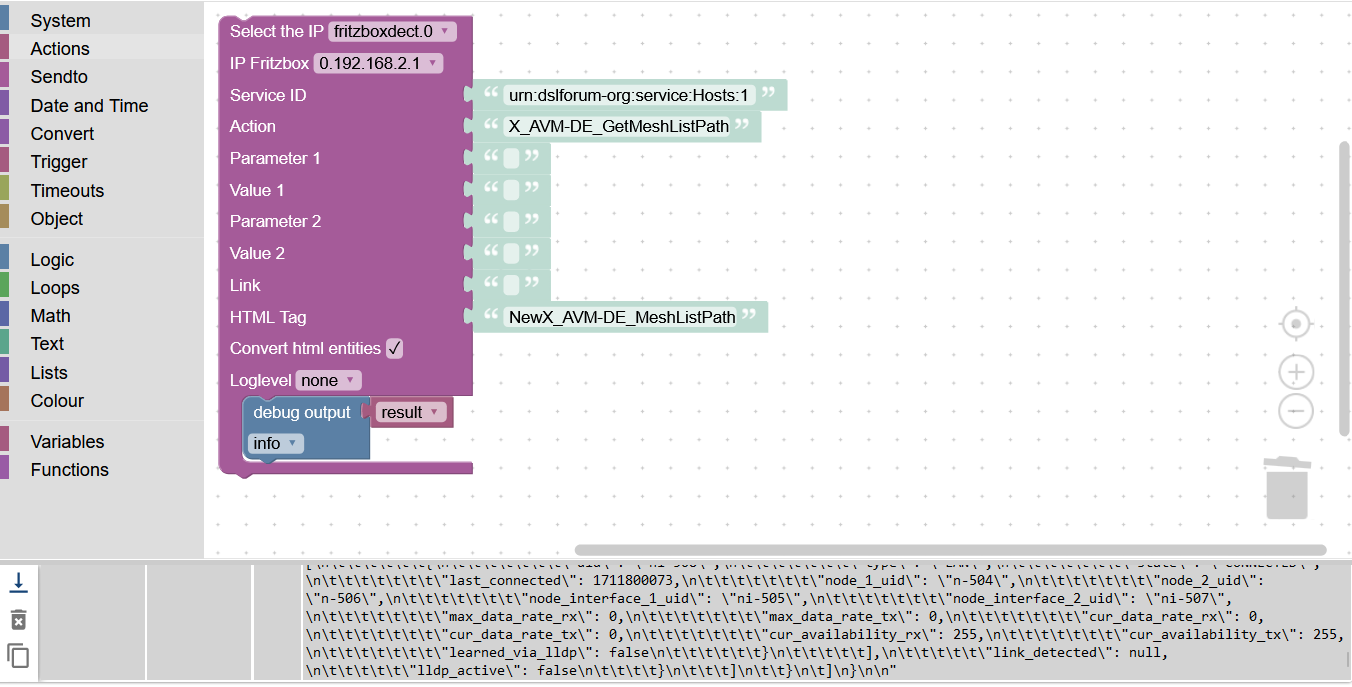 System
Actions
Sendto
Date and Time
Convert
Trigger
Timeouts
Object
Logic
Loops
Math
Text
Lists
Colour
Variables
Functions
Select the IP fritzboxdect.0
IP Fritzbox 0.192.168.2.1
Service ID “ urn:dslforum-org:service:Hosts:1 ”
Action “ X_AVM-DE_GetMeshListPath ”
Parameter 1 “ ”
Value 1 “ ”
Parameter 2 “ ”
Value 2 “ ”
Link “ ”
HTML Tag “ NewX_AVM-DE_MeshListPath ”
Convert html entities ✓
Loglevel none
debug output result
info
\n\t\t\t\t\t\t\t\"last_connected\": 1711800073,\n\t\t\t\t\t\t\t\"node_1_uid\": \"n-504\",\n\t\t\t\t\t\t\t\"node_2_uid\":
\"n-506\",\n\t\t\t\t\t\t\t\"node_interface_1_uid\": \"ni-505\",\n\t\t\t\t\t\t\t\"node_interface_2_uid\": \"ni-507\",
\n\t\t\t\t\t\t\t\"max_data_rate_rx\": 0,\n\t\t\t\t\t\t\t\"max_data_rate_tx\": 0,\n\t\t\t\t\t\t\t\"cur_data_rate_rx\": 0,
\n\t\t\t\t\t\t\t\"cur_data_rate_tx\": 0,\n\t\t\t\t\t\t\t\"cur_availability_rx\": 255,\n\t\t\t\t\t\t\t\"cur_availability_tx\": 255,
\n\t\t\t\t\t\t\t\"learned_via_lldp\": false\n\t\t\t\t\t\t}\n\t\t\t\t\t],\n\t\t\t\t\t\"link_detected\": null,
\n\t\t\t\t\t\"lldp_active\": false\n\t\t\t\t}\n\t\t\t]\n\t\t}\n\t]\n}\n\n"